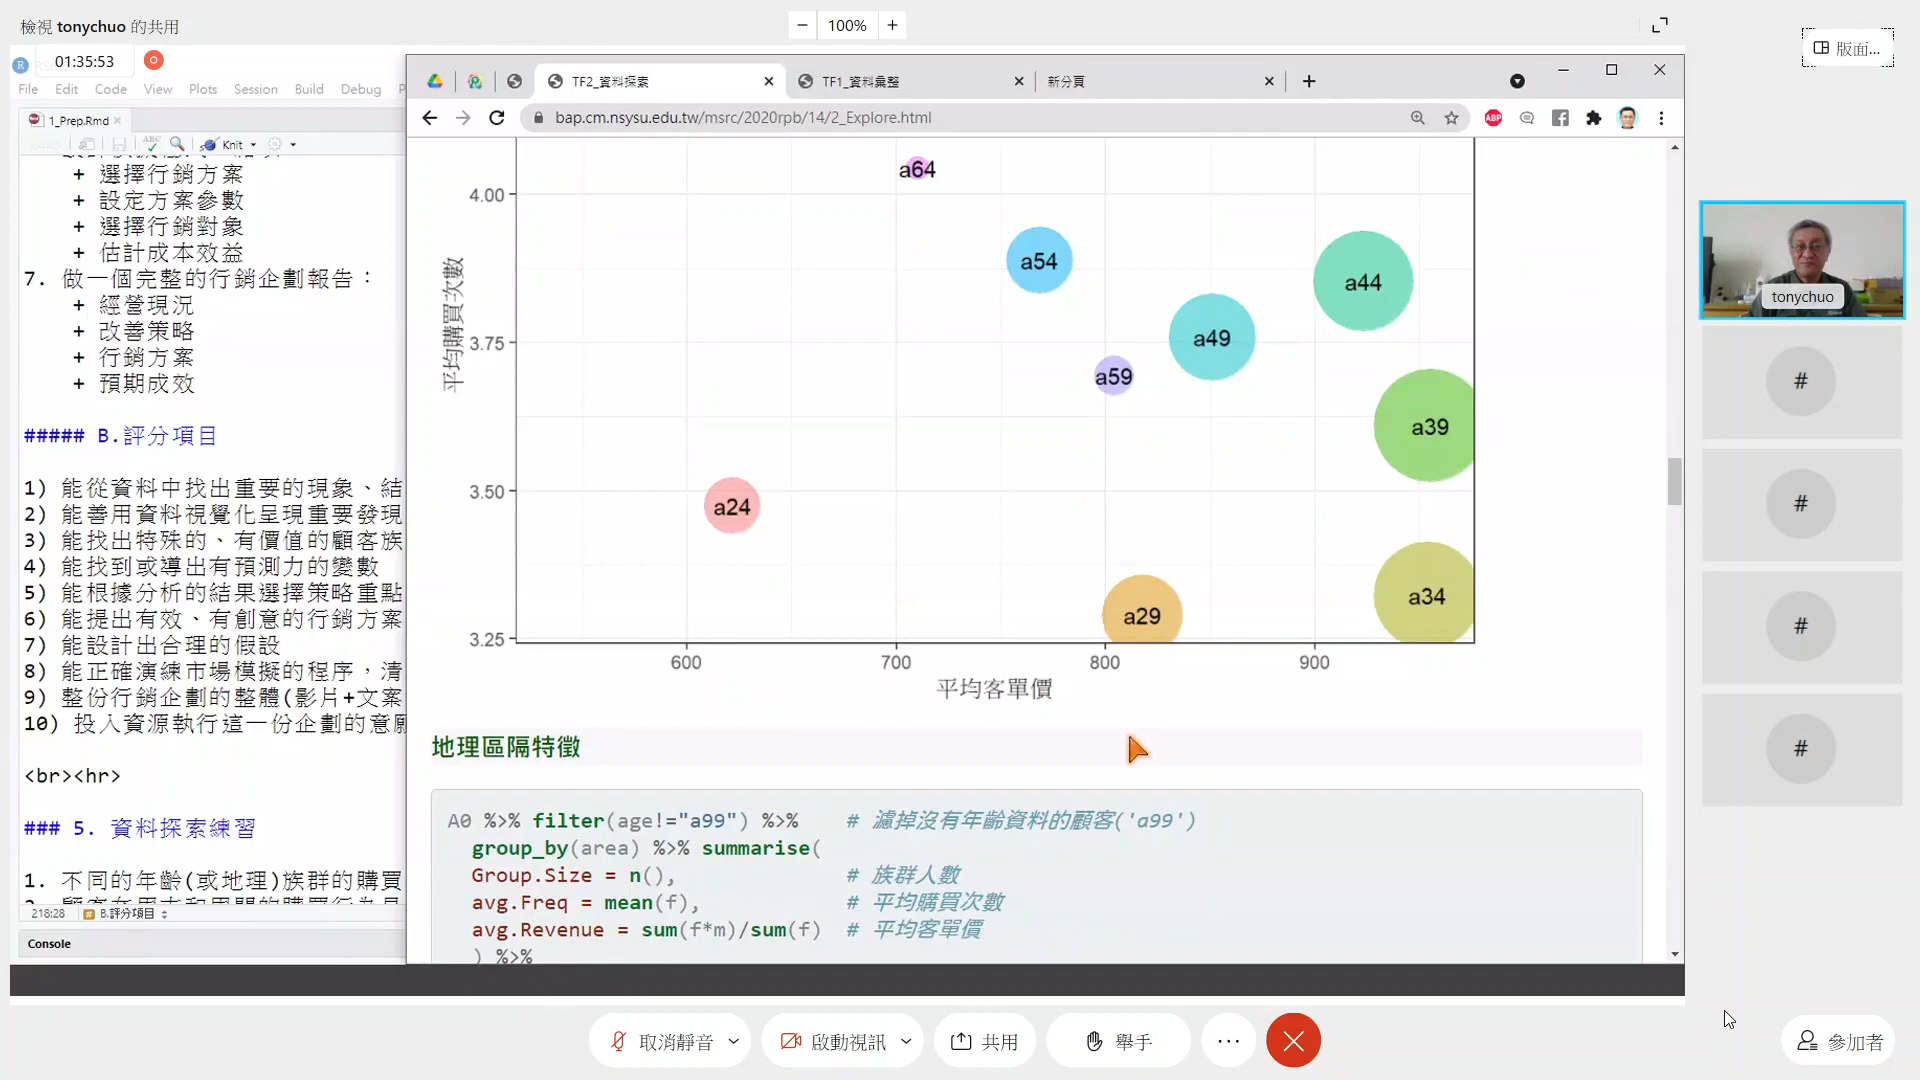 檢視 tonychuo 的共用
100%
版面...
01:35:53
File Edit Code View Plots Session Build Debug
1_Prep.Rmd
Knit
+ 選擇行銷方案
+ 設定方案參數
+ 選擇行銷對象
+ 估計成本效益
7. 做一個完整的行銷企劃報告：
+ 經營現況
+ 改善策略
+ 行銷方案
+ 預期成效
##### B.評分項目
1) 能從資料中找出重要的現象、結
2) 能善用資料視覺化呈現重要發現
3) 能找出特殊的、有價值的顧客族
4) 能找到或導出有預測力的變數
5) 能根據分析的結果選擇策略重點
6) 能提出有效、有創意的行銷方案
7) 能設計出合理的假設
8) 能正確演練市場模擬的程序，清
9) 整份行銷企劃的整體(影片+文案
10) 投入資源執行這一份企劃的意願
<br><hr>
### 5. 資料探索練習
1. 不同的年齡(或地理)族群的購買
218:28 B.評分項目
Console
TF2_資料探索
TF1_資料彙整
新分頁
bap.cm.nsysu.edu.tw/msrc/2020rpb/14/2_Explore.html
ABP
平均購買次數
4.00
3.75
3.50
3.25
a64
a54
a44
a49
a59
a39
a24
a34
a29
600 700 800 900
平均客單價
地理區隔特徵
A0 %>% filter(age!="a99") %>% # 濾掉沒有年齡資料的顧客('a99')
group_by(area) %>% summarise(
Group.Size = n(), # 族群人數
avg.Freq = mean(f), # 平均購買次數
avg.Revenue = sum(f*m)/sum(f) # 平均客單價
) %>%
tonychuo
#
#
#
#
取消靜音
啟動視訊
共用
舉手
參加者